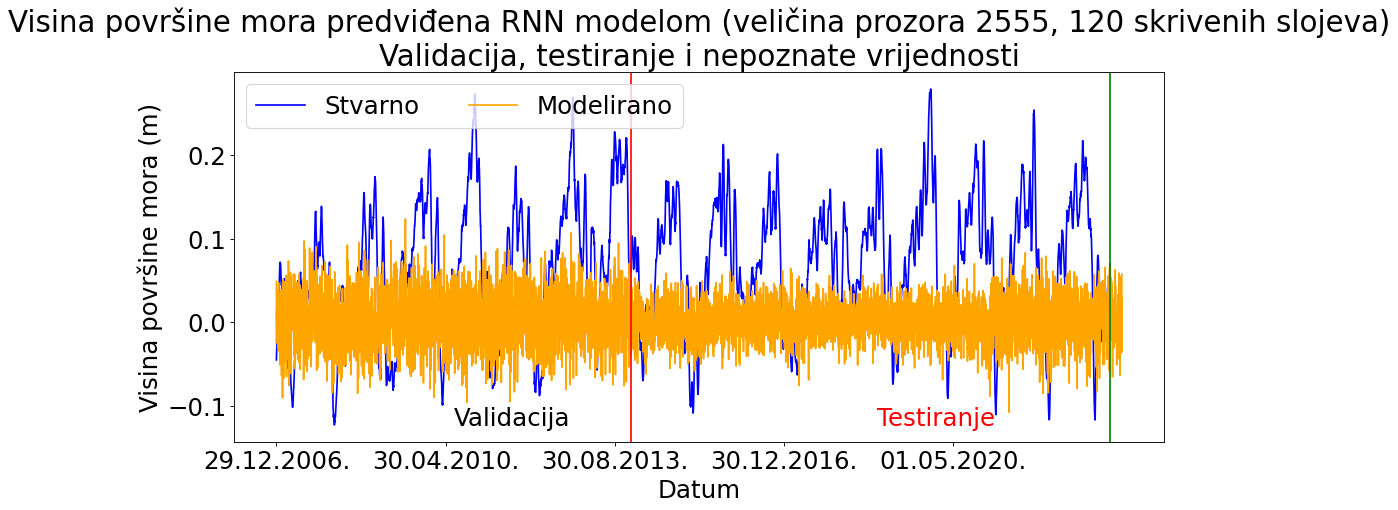 Visina površine mora predviđena RNN modelom (veličina prozora 2555, 120 skrivenih slojeva)
Validacija, testiranje i nepoznate vrijednosti
Stvarno
Modelirano
Visina površine mora (m)
0.2
0.1
0.0
−0.1
Validacija
Testiranje
29.12.2006.
30.04.2010.
30.08.2013.
30.12.2016.
01.05.2020.
Datum